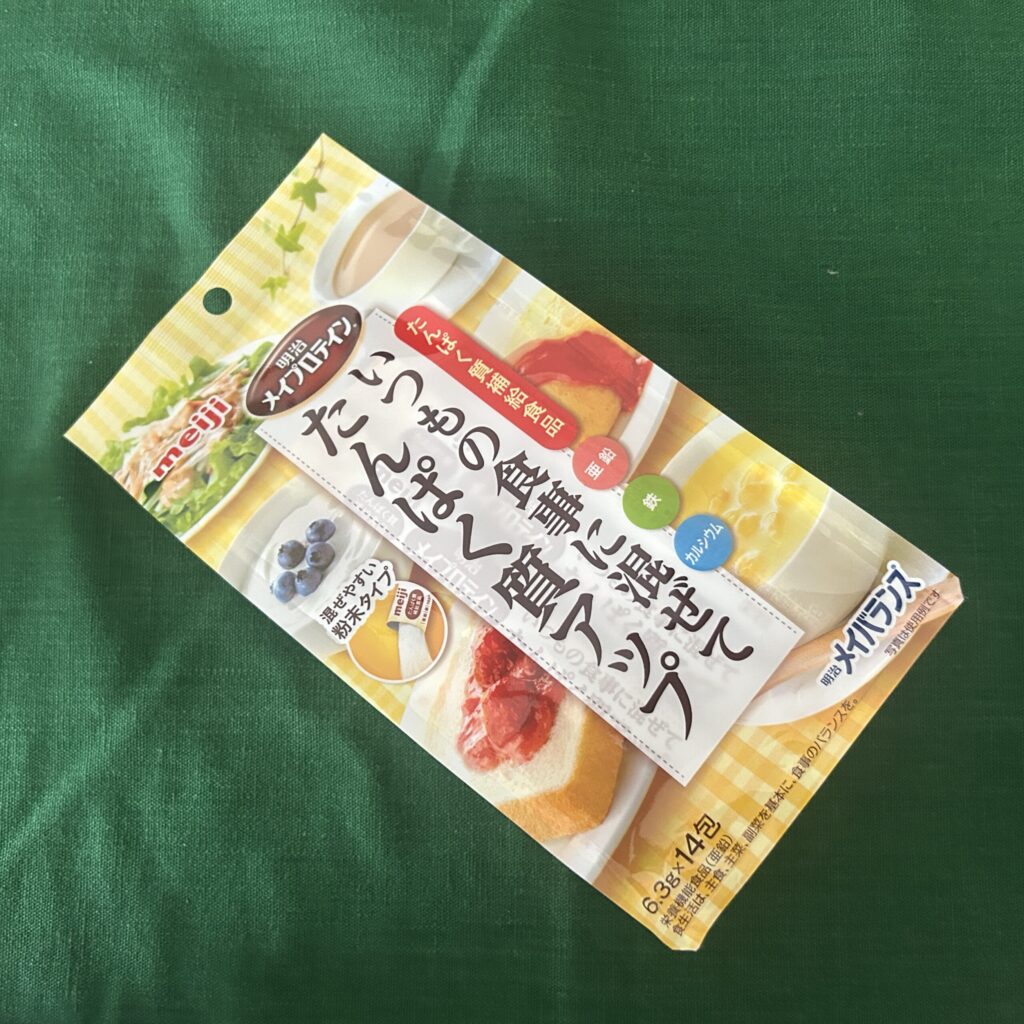 meiji
明治
メイプロテイン
たんぱく質補給食品
いつもの食事に混ぜて
たんぱく質アップ
亜鉛
鉄
カルシウム
混ぜやすい
粉末タイプ
meiji
明治 メイバランス
写真は使用例です
6.3g×14包
栄養機能食品(亜鉛)
食生活は、主食、主菜、副菜を基本に、食事のバランスを。